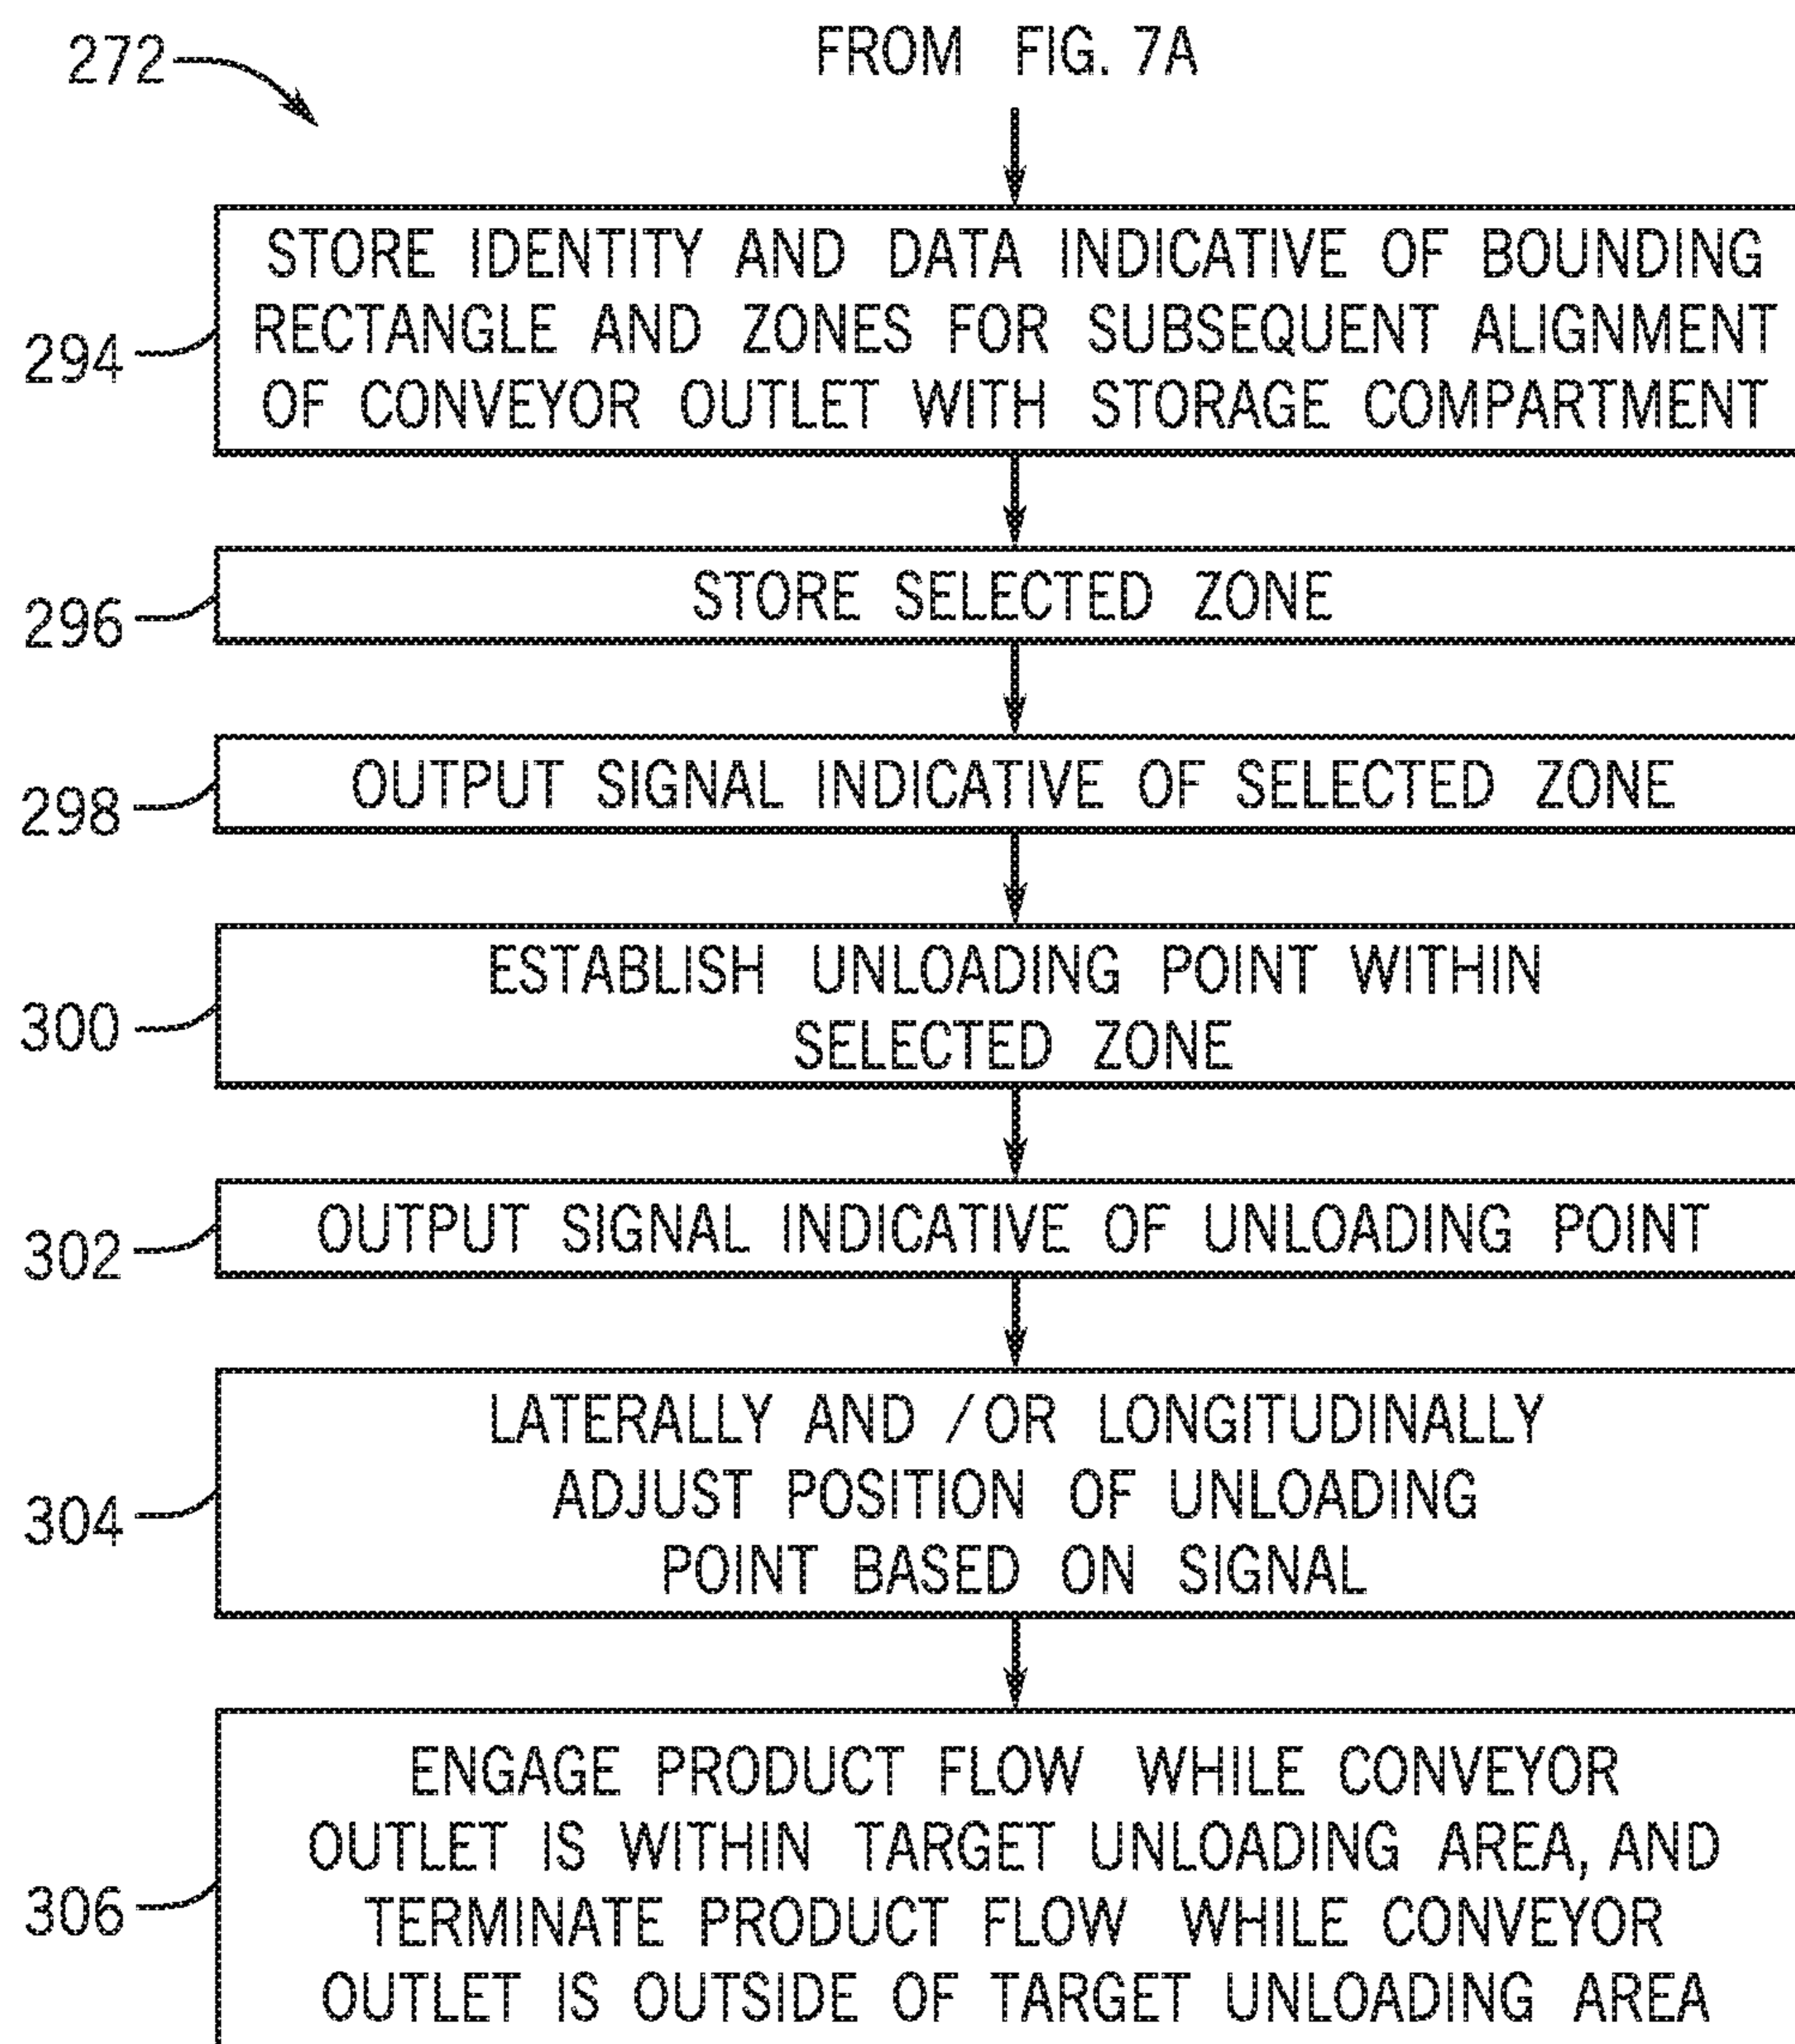 272
FROM FIG. 7A
294
STORE IDENTITY AND DATA INDICATIVE OF BOUNDING
RECTANGLE AND ZONES FOR SUBSEQUENT ALIGNMENT
OF CONVEYOR OUTLET WITH STORAGE COMPARTMENT
296
STORE SELECTED ZONE
298
OUTPUT SIGNAL INDICATIVE OF SELECTED ZONE
300
ESTABLISH UNLOADING POINT WITHIN
SELECTED ZONE
302
OUTPUT SIGNAL INDICATIVE OF UNLOADING POINT
304
LATERALLY AND /OR LONGITUDINALLY
ADJUST POSITION OF UNLOADING
POINT BASED ON SIGNAL
306
ENGAGE PRODUCT FLOW WHILE CONVEYOR
OUTLET IS WITHIN TARGET UNLOADING AREA, AND
TERMINATE PRODUCT FLOW WHILE CONVEYOR
OUTLET IS OUTSIDE OF TARGET UNLOADING AREA